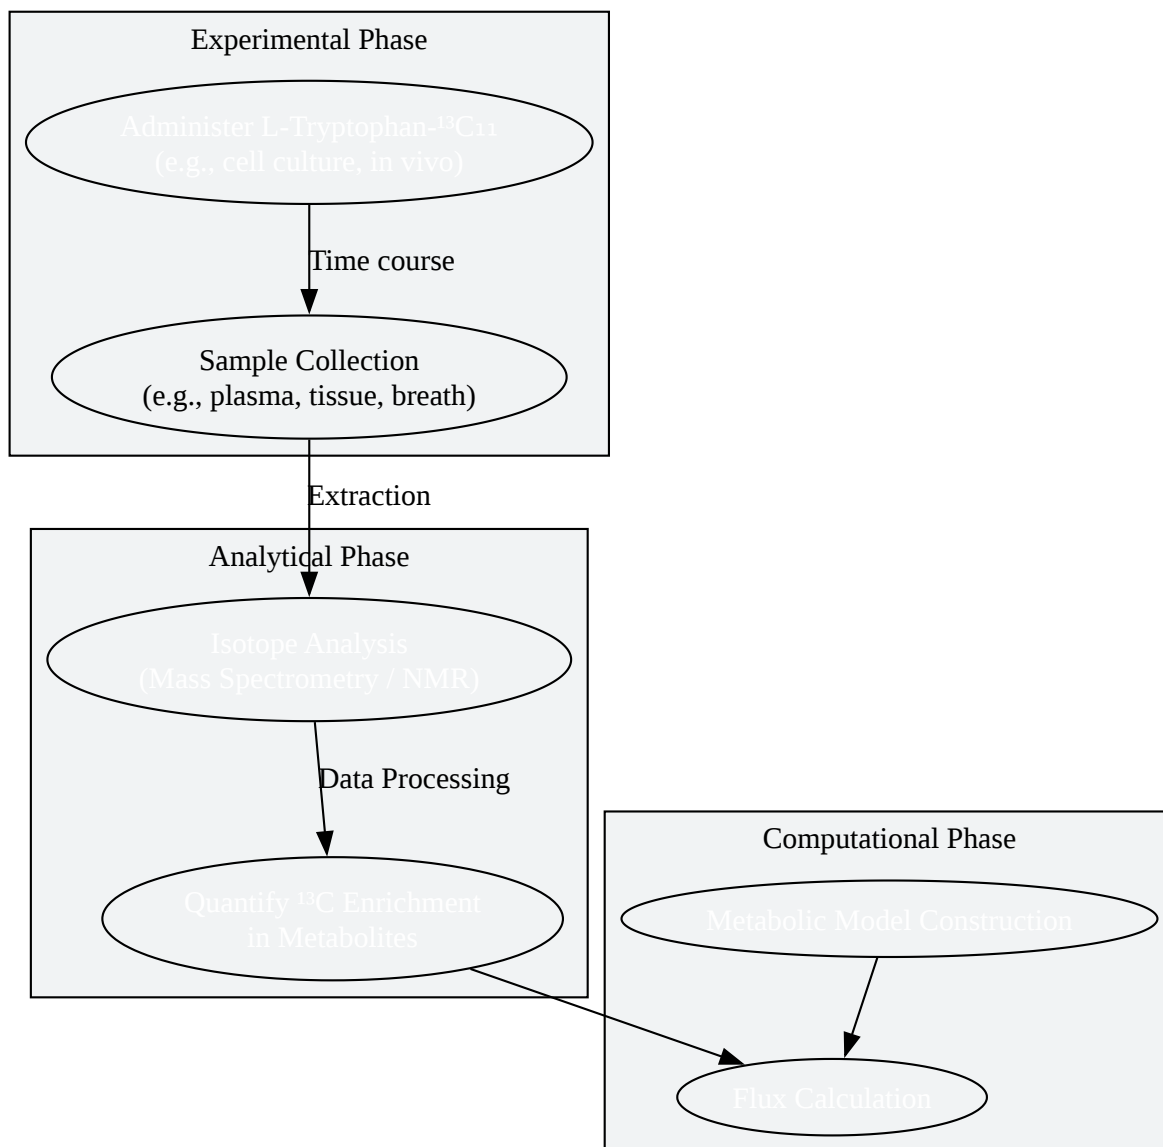 Experimental Phase
Administer L-Tryptophan-¹³C₁₁
(e.g., cell culture, in vivo)
Time course
Sample Collection
(e.g., plasma, tissue, breath)
Extraction
Analytical Phase
Isotope Analysis
(Mass Spectrometry / NMR)
Data Processing
Quantify ¹³C Enrichment
in Metabolites
Computational Phase
Metabolic Model Construction
Flux Calculation